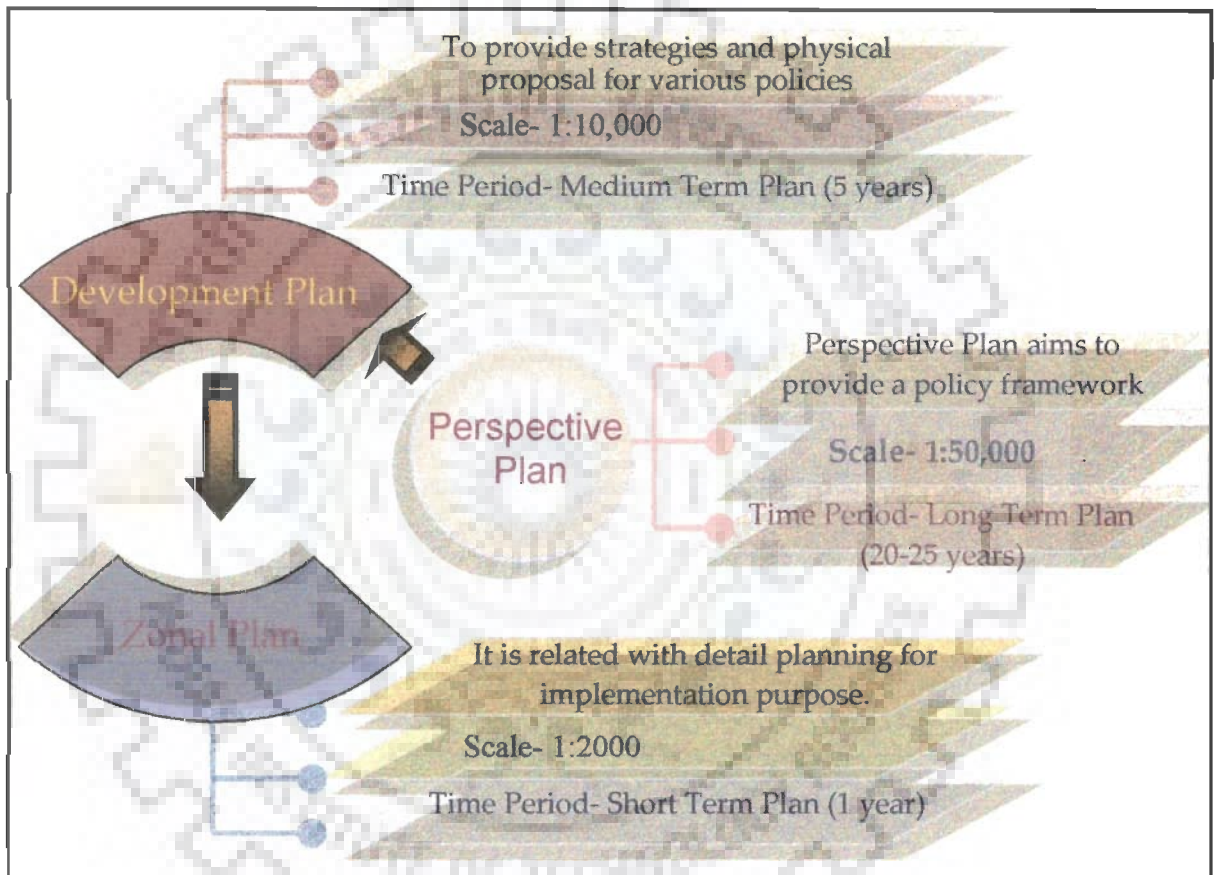 To provide strategies and physical
proposal for various policies
Scale- 1:10,000
Time Period- Medium Term Plan (5 years)
Development Plan
Perspective Plan aims to
provide a policy framework
Perspective
Plan
Scale- 1:50,000
Time Period- Long Term Plan
(20-25 years)
Zonal Plan
It is related with detail planning for
implementation purpose.
Scale- 1:2000
Time Period- Short Term Plan (1 year)